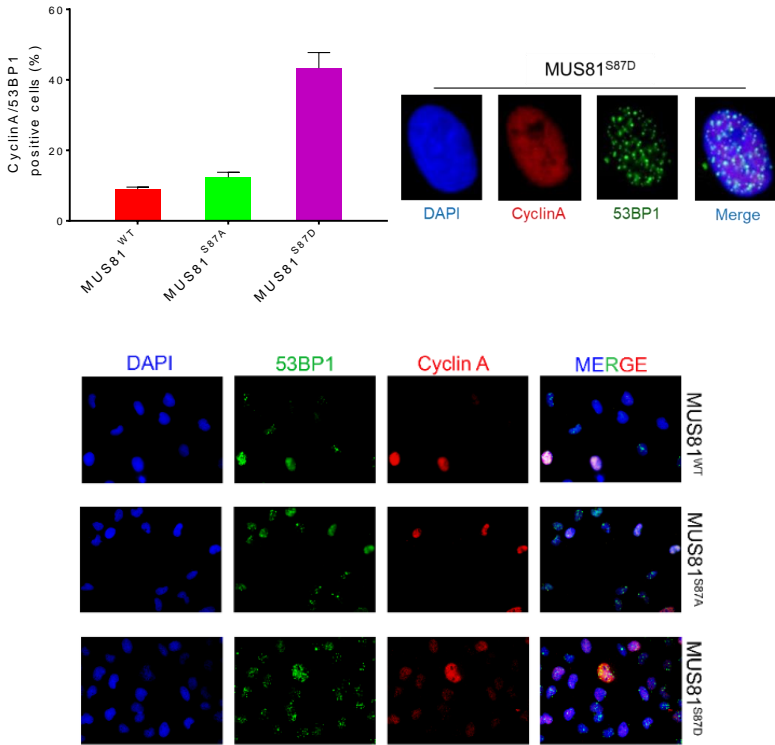 CyclinA/53BP1
positive cells (%)
60
40
20
0
MUS81WT
MUS81S87A
MUS81S87D
MUS81S87D
DAPI CyclinA 53BP1 Merge
DAPI 53BP1 Cyclin A MERGE
MUS81WT
MUS81S87A
MUS81S87D